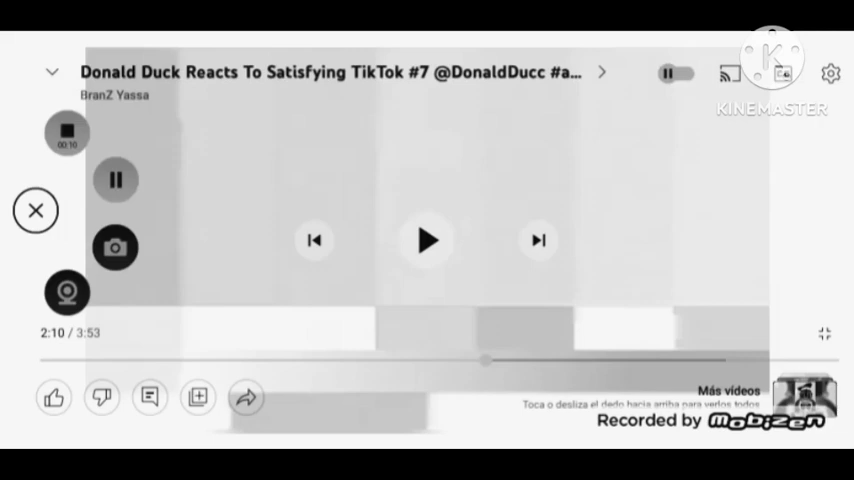 Donald Duck Reacts To Satisfying TikTok #7 @DonaldDucc #a...
BranZ Yassa
KINEMASTER
00:10
2:10 / 3:53
Más vídeos
Toca o desliza el dedo hacia arriba para verlos todos
Recorded by mobizen